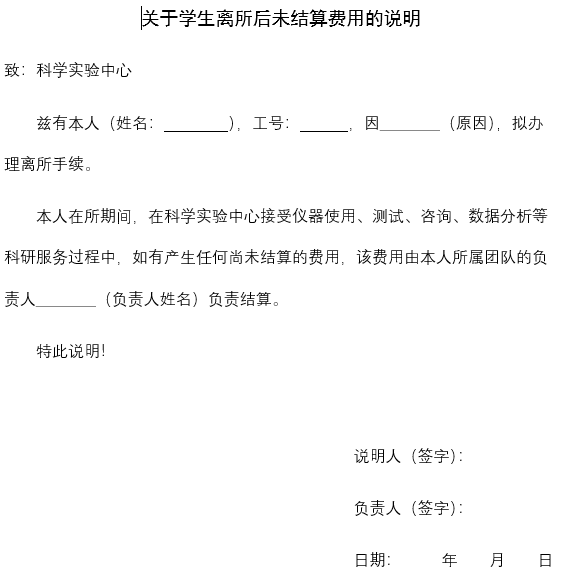 关于学生离所后未结算费用的说明
致：科学实验中心
兹有本人（姓名：________），工号：______，因_______（原因），拟办
理离所手续。
本人在所期间，在科学实验中心接受仪器使用、测试、咨询、数据分析等
科研服务过程中，如有产生任何尚未结算的费用，该费用由本人所属团队的负
责人_______（负责人姓名）负责结算。
特此说明！
说明人（签字）：
负责人（签字）：
日期： 年 月 日